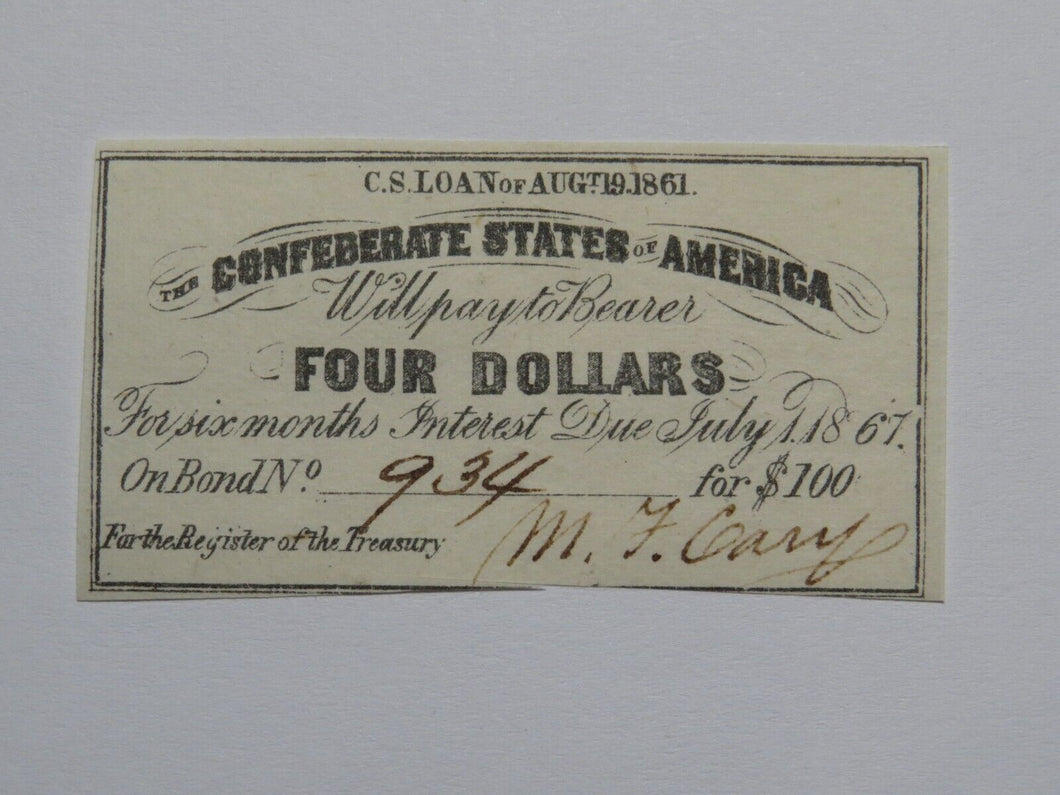 C.S. LOAN OF AUGT. 19. 1861.
THE CONFEDERATE STATES OF AMERICA
Will pay to Bearer
FOUR DOLLARS
For six months Interest Due July 1. 1867.
On Bond No. 934 for $100
For the Register of the Treasury M. F. Cary